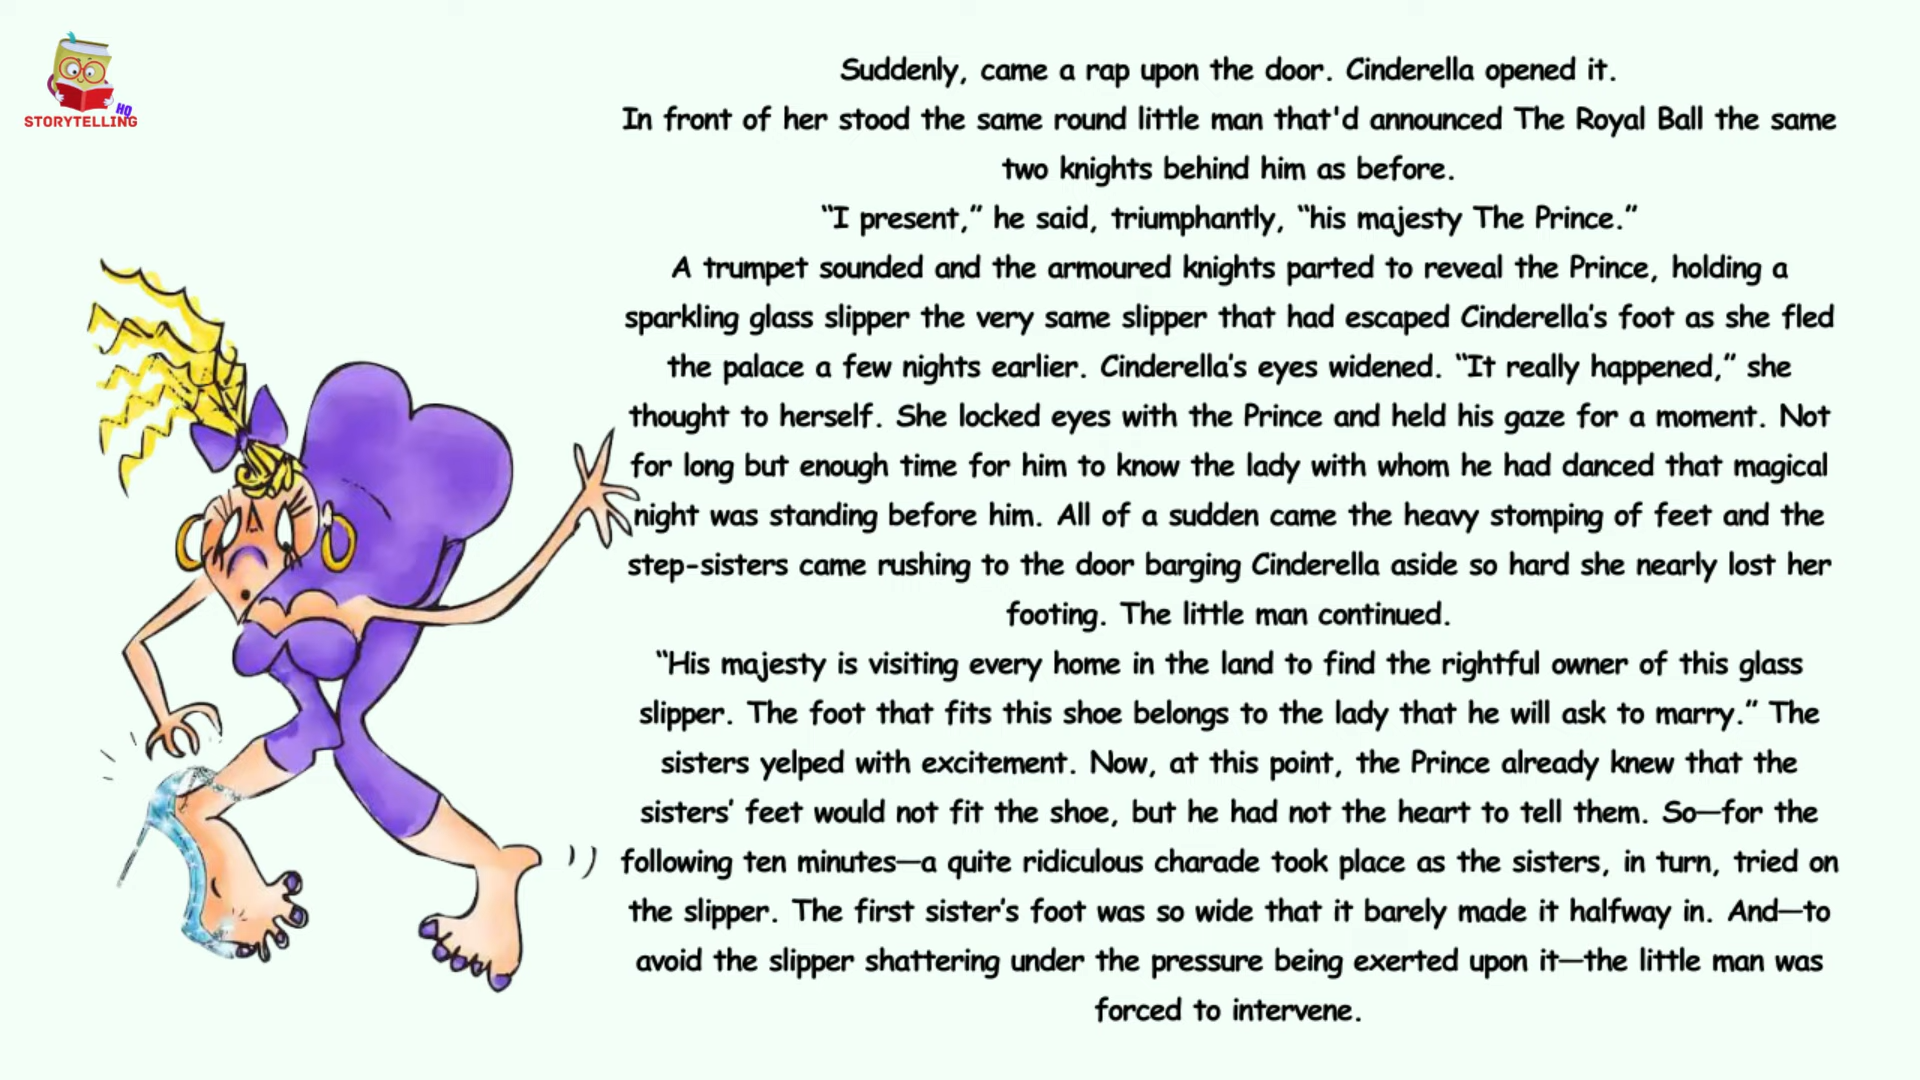 HQ
STORYTELLING
Suddenly, came a rap upon the door. Cinderella opened it.
In front of her stood the same round little man that'd announced The Royal Ball the same
two knights behind him as before.
“I present,” he said, triumphantly, “his majesty The Prince.”
A trumpet sounded and the armoured knights parted to reveal the Prince, holding a
sparkling glass slipper the very same slipper that had escaped Cinderella’s foot as she fled
the palace a few nights earlier. Cinderella’s eyes widened. “It really happened,” she
thought to herself. She locked eyes with the Prince and held his gaze for a moment. Not
for long but enough time for him to know the lady with whom he had danced that magical
night was standing before him. All of a sudden came the heavy stomping of feet and the
step-sisters came rushing to the door barging Cinderella aside so hard she nearly lost her
footing. The little man continued.
“His majesty is visiting every home in the land to find the rightful owner of this glass
slipper. The foot that fits this shoe belongs to the lady that he will ask to marry.” The
sisters yelped with excitement. Now, at this point, the Prince already knew that the
sisters’ feet would not fit the shoe, but he had not the heart to tell them. So—for the
following ten minutes—a quite ridiculous charade took place as the sisters, in turn, tried on
the slipper. The first sister’s foot was so wide that it barely made it halfway in. And—to
avoid the slipper shattering under the pressure being exerted upon it—the little man was
forced to intervene.